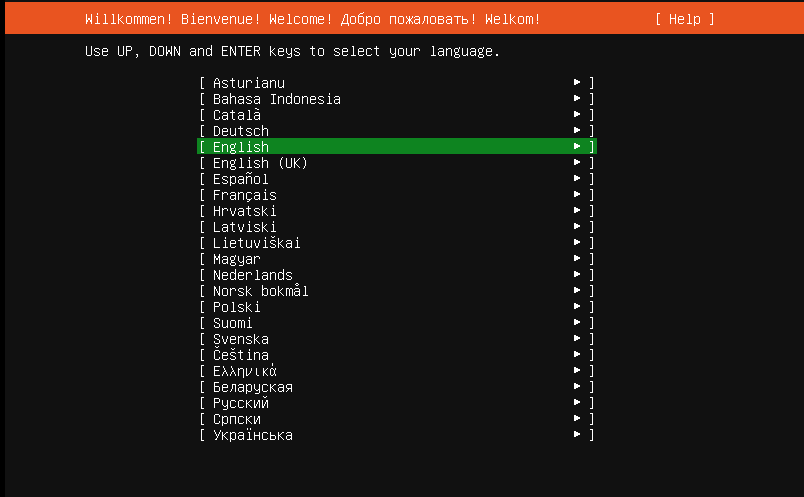 Willkommen! Bienvenue! Welcome! Добро пожаловать! Welkom! [ Help ]
Use UP, DOWN and ENTER keys to select your language.
[ Asturianu ► ]
[ Bahasa Indonesia ► ]
[ Català ► ]
[ Deutsch ► ]
[ English ► ]
[ English (UK) ► ]
[ Español ► ]
[ Français ► ]
[ Hrvatski ► ]
[ Latviski ► ]
[ Lietuviškai ► ]
[ Magyar ► ]
[ Nederlands ► ]
[ Norsk bokmål ► ]
[ Polski ► ]
[ Suomi ► ]
[ Svenska ► ]
[ Čeština ► ]
[ Ελληνικά ► ]
[ Беларуская ► ]
[ Русский ► ]
[ Српски ► ]
[ Українська ► ]